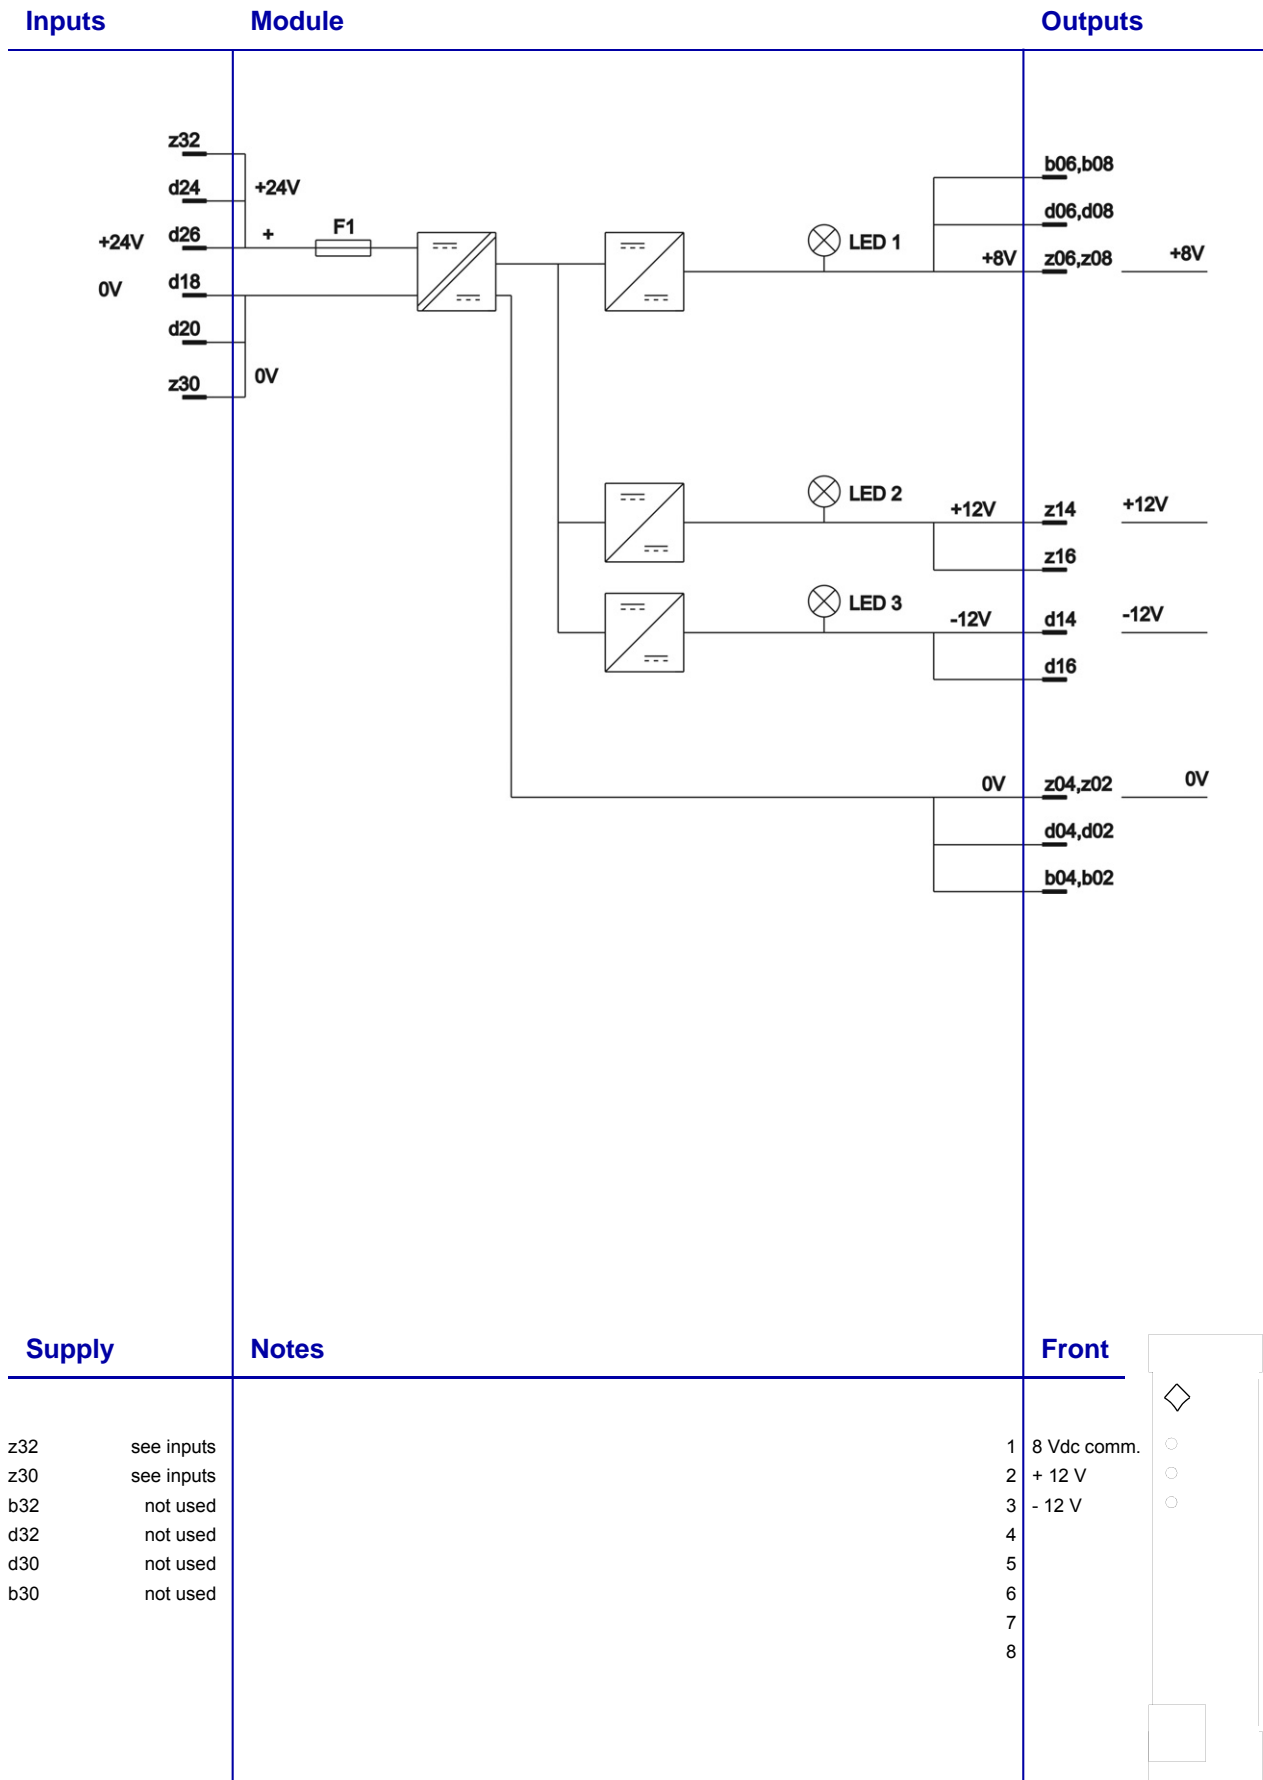 Inputs Module Outputs
z32
b06,b08
d24 +24V
d06,d08
+24V d26 + F1
LED 1
+8V z06,z08 +8V
0V d18
d20
z30 0V
LED 2
+12V z14 +12V
z16
LED 3
-12V d14 -12V
d16
0V z04,z02 0V
d04,d02
b04,b02
Supply Notes Front
z32 see inputs 1 8 Vdc comm.
z30 see inputs 2 + 12 V
b32 not used 3 - 12 V
d32 not used 4
d30 not used 5
b30 not used 6
7
8